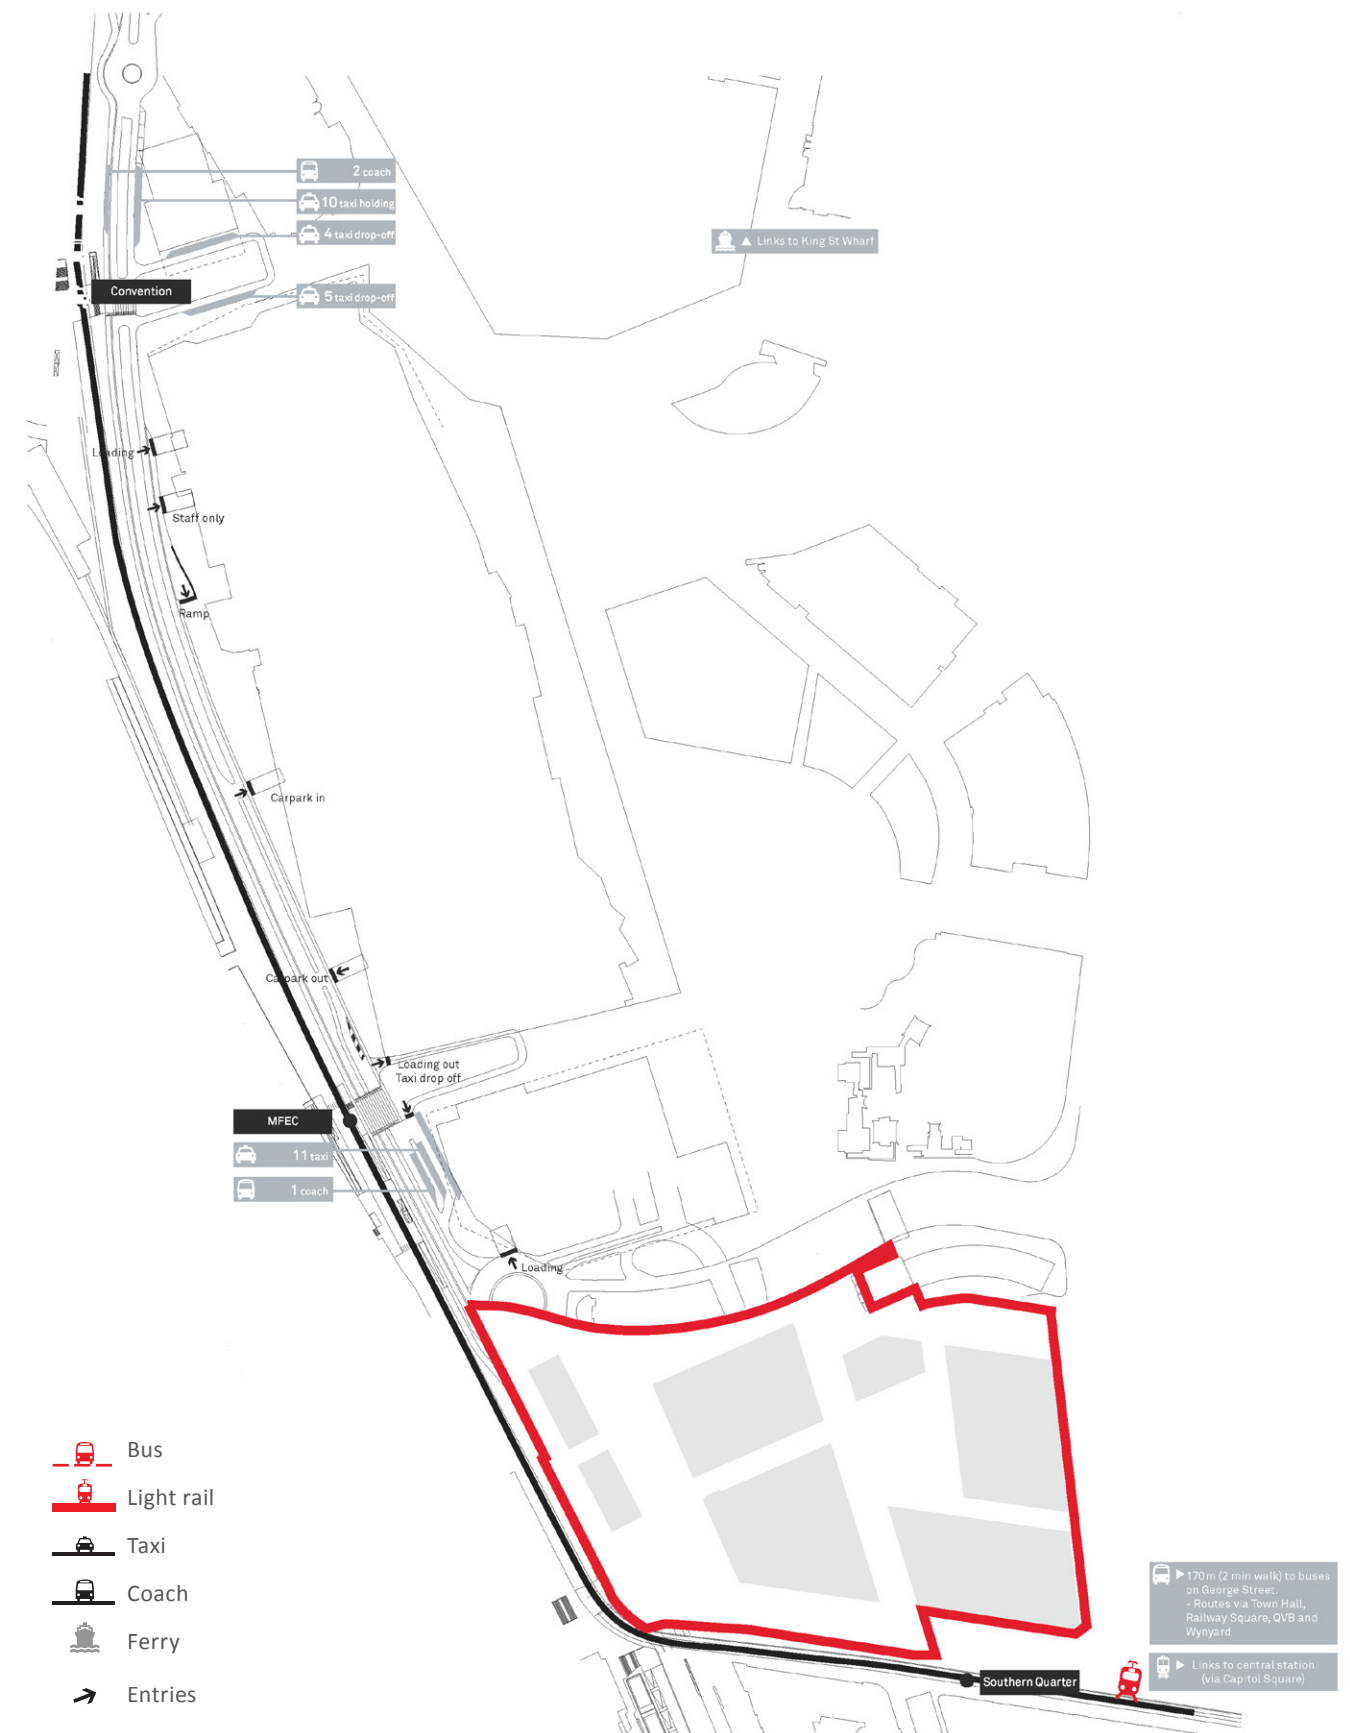 2 coach
10 taxi holding
4 taxi drop-off
▲ Links to King St Wharf
Convention
5 taxi drop-off
Loading
Staff only
Ramp
Carpark in
Carpark out
Loading out
Taxi drop off
MFEC
11 taxi
1 coach
Loading
Bus
Light rail
Taxi
Coach
Ferry
Entries
▶ 170m (2 min walk) to buses
on George Street.
- Routes via Town Hall,
Railway Square, QVB and
Wynyard
▶ Links to central station
(via Capitol Square)
Southern Quarter